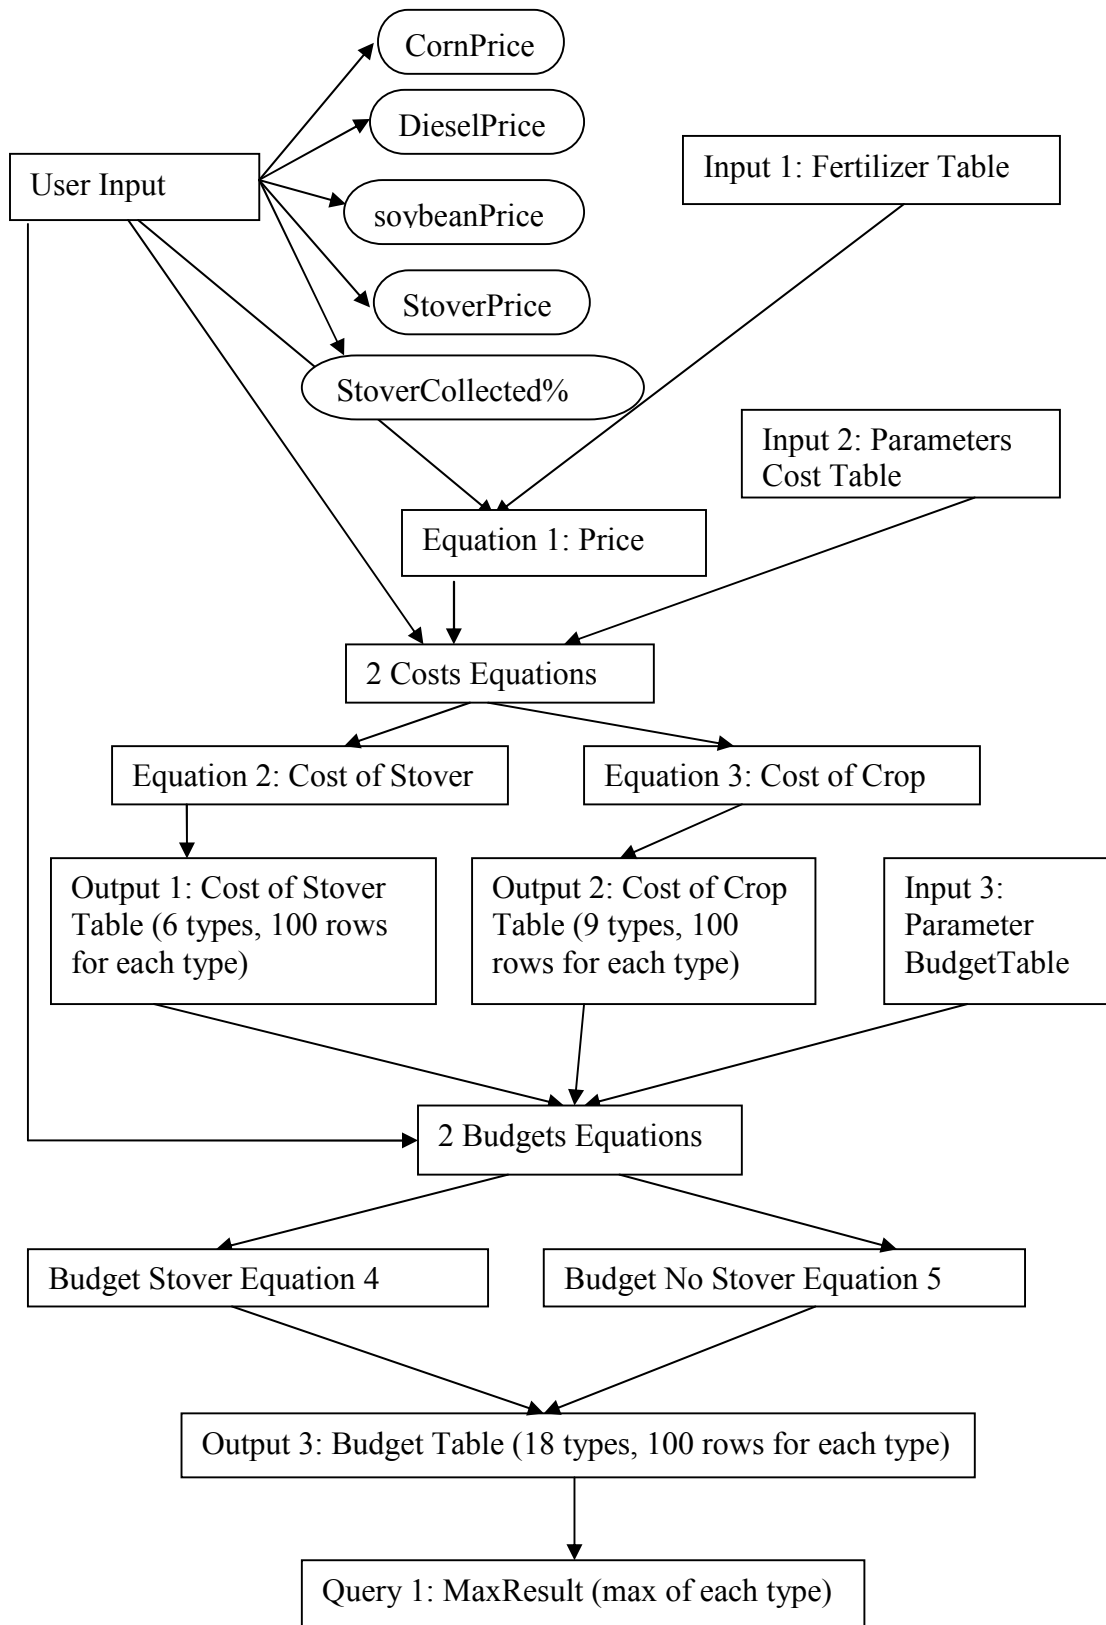 CornPrice
DieselPrice
User Input
Input 1: Fertilizer Table
soybeanPrice
StoverPrice
StoverCollected%
Input 2: Parameters
Cost Table
Equation 1: Price
2 Costs Equations
Equation 2: Cost of Stover
Equation 3: Cost of Crop
Output 1: Cost of Stover
Table (6 types, 100 rows
for each type)
Output 2: Cost of Crop
Table (9 types, 100
rows for each type)
Input 3:
Parameter
BudgetTable
2 Budgets Equations
Budget Stover Equation 4
Budget No Stover Equation 5
Output 3: Budget Table (18 types, 100 rows for each type)
Query 1: MaxResult (max of each type)